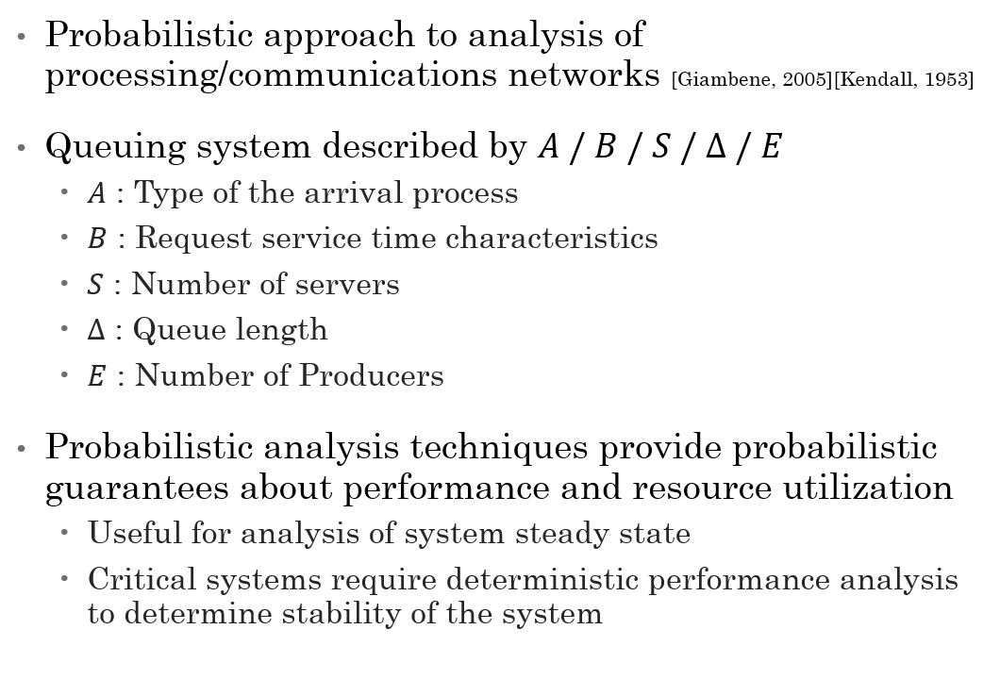 • Probabilistic approach to analysis of
processing/communications networks [Giambene, 2005][Kendall, 1953]
• Queuing system described by A / B / S / Δ / E
• A : Type of the arrival process
• B : Request service time characteristics
• S : Number of servers
• Δ : Queue length
• E : Number of Producers
• Probabilistic analysis techniques provide probabilistic
guarantees about performance and resource utilization
• Useful for analysis of system steady state
• Critical systems require deterministic performance analysis
to determine stability of the system